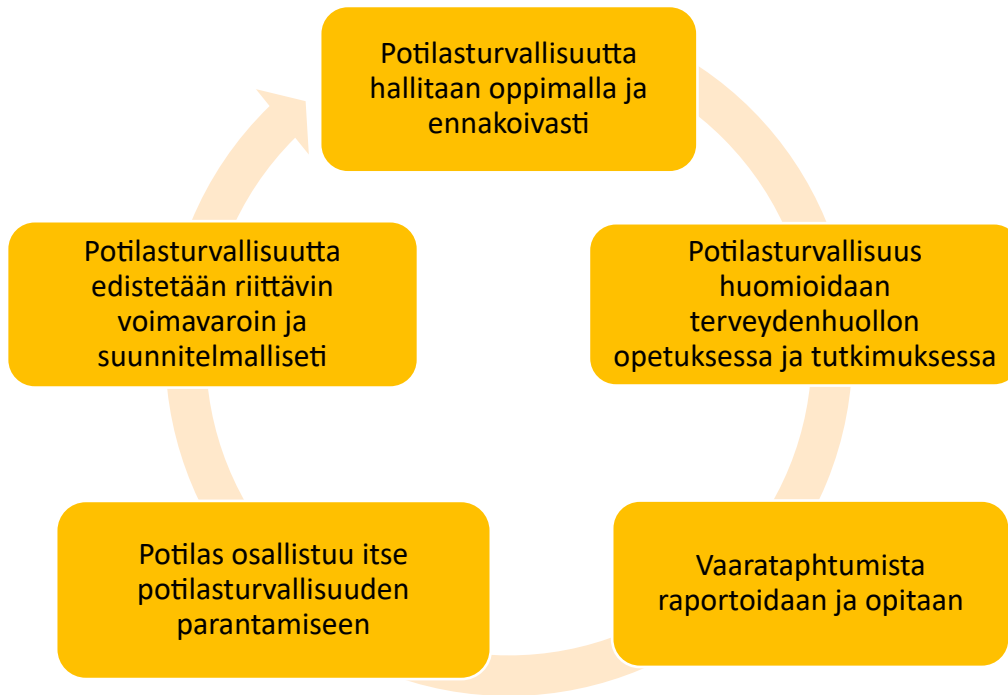 Potilasturvallisuutta
hallitaan oppimalla ja
ennakoivasti
Potilasturvallisuus
huomioidaan
terveydenhuollon
opetuksessa ja tutkimuksessa
Vaarataphtumista
raportoidaan ja opitaan
Potilas osallistuu itse
potilasturvallisuuden
parantamiseen
Potilasturvallisuutta
edistetään riittävin
voimavaroin ja
suunnitelmalliseti